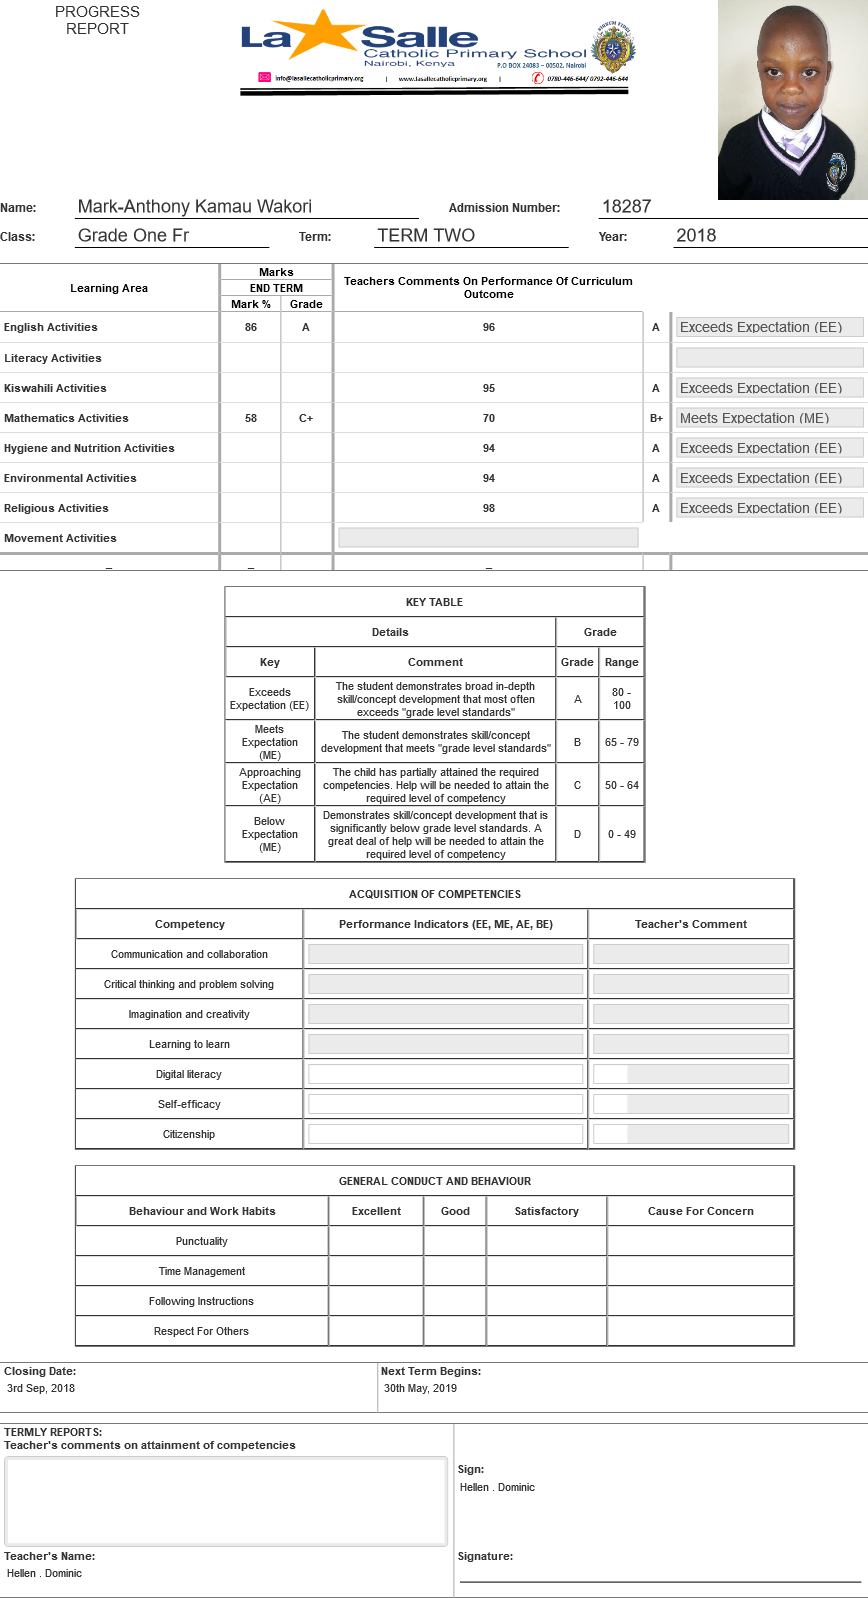 PROGRESS
REPORT
La Salle
Catholic Primary School
Nairobi, Kenya
P.O BOX 24083 – 00502, Nairobi
info@lasallecatholicprimary.org | www.lasallecatholicprimary.org | 0780-446-644/ 0792-446-644
Name: Mark-Anthony Kamau Wakori Admission Number: 18287
Class: Grade One Fr Term: TERM TWO Year: 2018
Learning Area Marks Teachers Comments On Performance Of Curriculum Outcome
END TERM
Mark % Grade
English Activities 86 A 96 A Exceeds Expectation (EE)
Literacy Activities
Kiswahili Activities 95 A Exceeds Expectation (EE)
Mathematics Activities 58 C+ 70 B+ Meets Expectation (ME)
Hygiene and Nutrition Activities 94 A Exceeds Expectation (EE)
Environmental Activities 94 A Exceeds Expectation (EE)
Religious Activities 98 A Exceeds Expectation (EE)
Movement Activities
_ _ _
KEY TABLE
Details Grade
Key Comment Grade Range
Exceeds Expectation (EE) The student demonstrates broad in-depth skill/concept development that most often exceeds "grade level standards" A 80 - 100
Meets Expectation (ME) The student demonstrates skill/concept development that meets "grade level standards" B 65 - 79
Approaching Expectation (AE) The child has partially attained the required competencies. Help will be needed to attain the required level of competency C 50 - 64
Below Expectation (ME) Demonstrates skill/concept development that is significantly below grade level standards. A great deal of help will be needed to attain the required level of competency D 0 - 49
ACQUISITION OF COMPETENCIES
Competency Performance Indicators (EE, ME, AE, BE) Teacher's Comment
Communication and collaboration
Critical thinking and problem solving
Imagination and creativity
Learning to learn
Digital literacy
Self-efficacy
Citizenship
GENERAL CONDUCT AND BEHAVIOUR
Behaviour and Work Habits Excellent Good Satisfactory Cause For Concern
Punctuality
Time Management
Following Instructions
Respect For Others
Closing Date: Next Term Begins:
3rd Sep, 2018 30th May, 2019
TERMLY REPORTS:
Teacher's comments on attainment of competencies
Sign:
Hellen . Dominic
Teacher's Name: Signature:
Hellen . Dominic